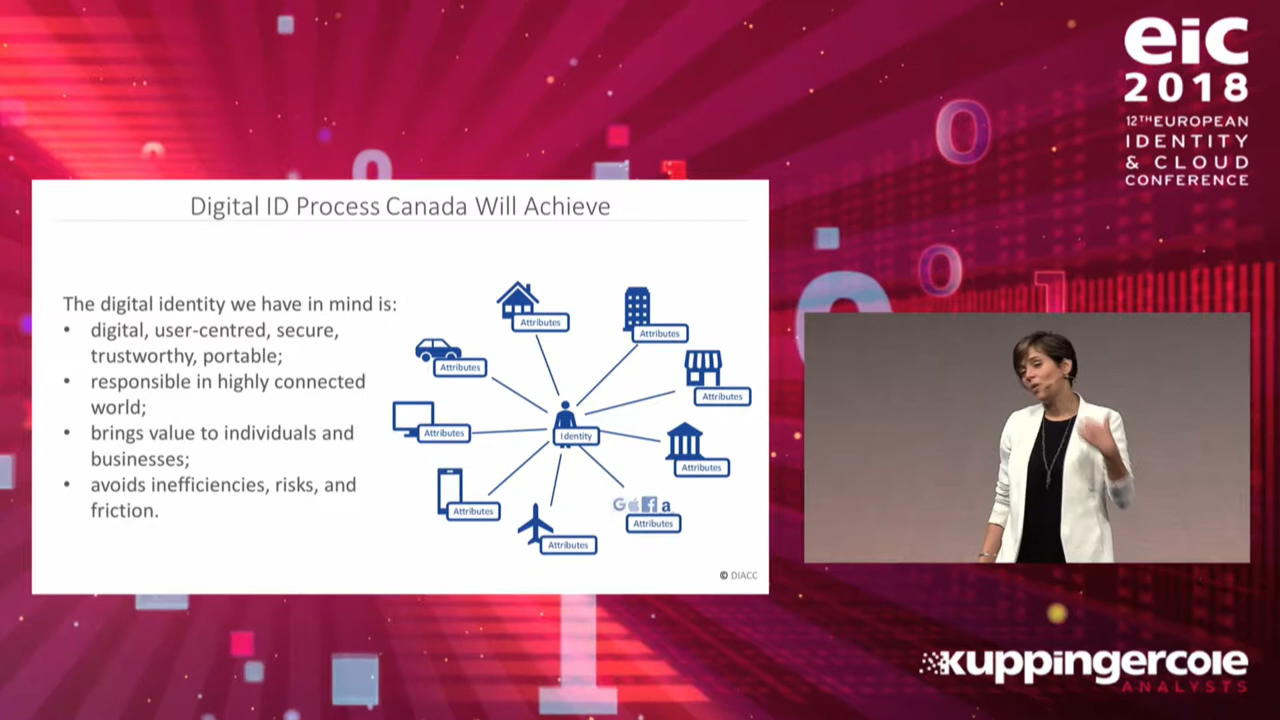 eic
2018
12TH EUROPEAN
IDENTITY
& CLOUD
CONFERENCE
Digital ID Process Canada Will Achieve
The digital identity we have in mind is:
• digital, user-centred, secure,
trustworthy, portable;
• responsible in highly connected
world;
• brings value to individuals and
businesses;
• avoids inefficiencies, risks, and
friction.
Attributes
Attributes
Attributes
Attributes
Attributes
Identity
Attributes
Attributes
G f a
Attributes
Attributes
© DIACC
kuppingercole
ANALYSTS